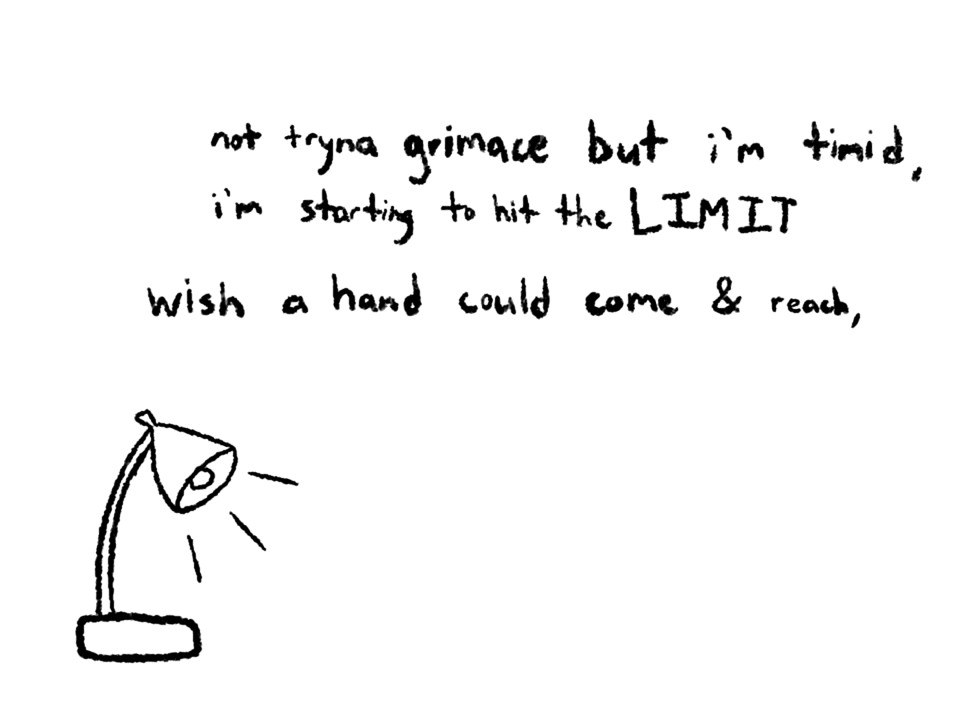 not tryna grimace but i'm timid,
i'm starting to hit the LIMIT
wish a hand could come & reach,